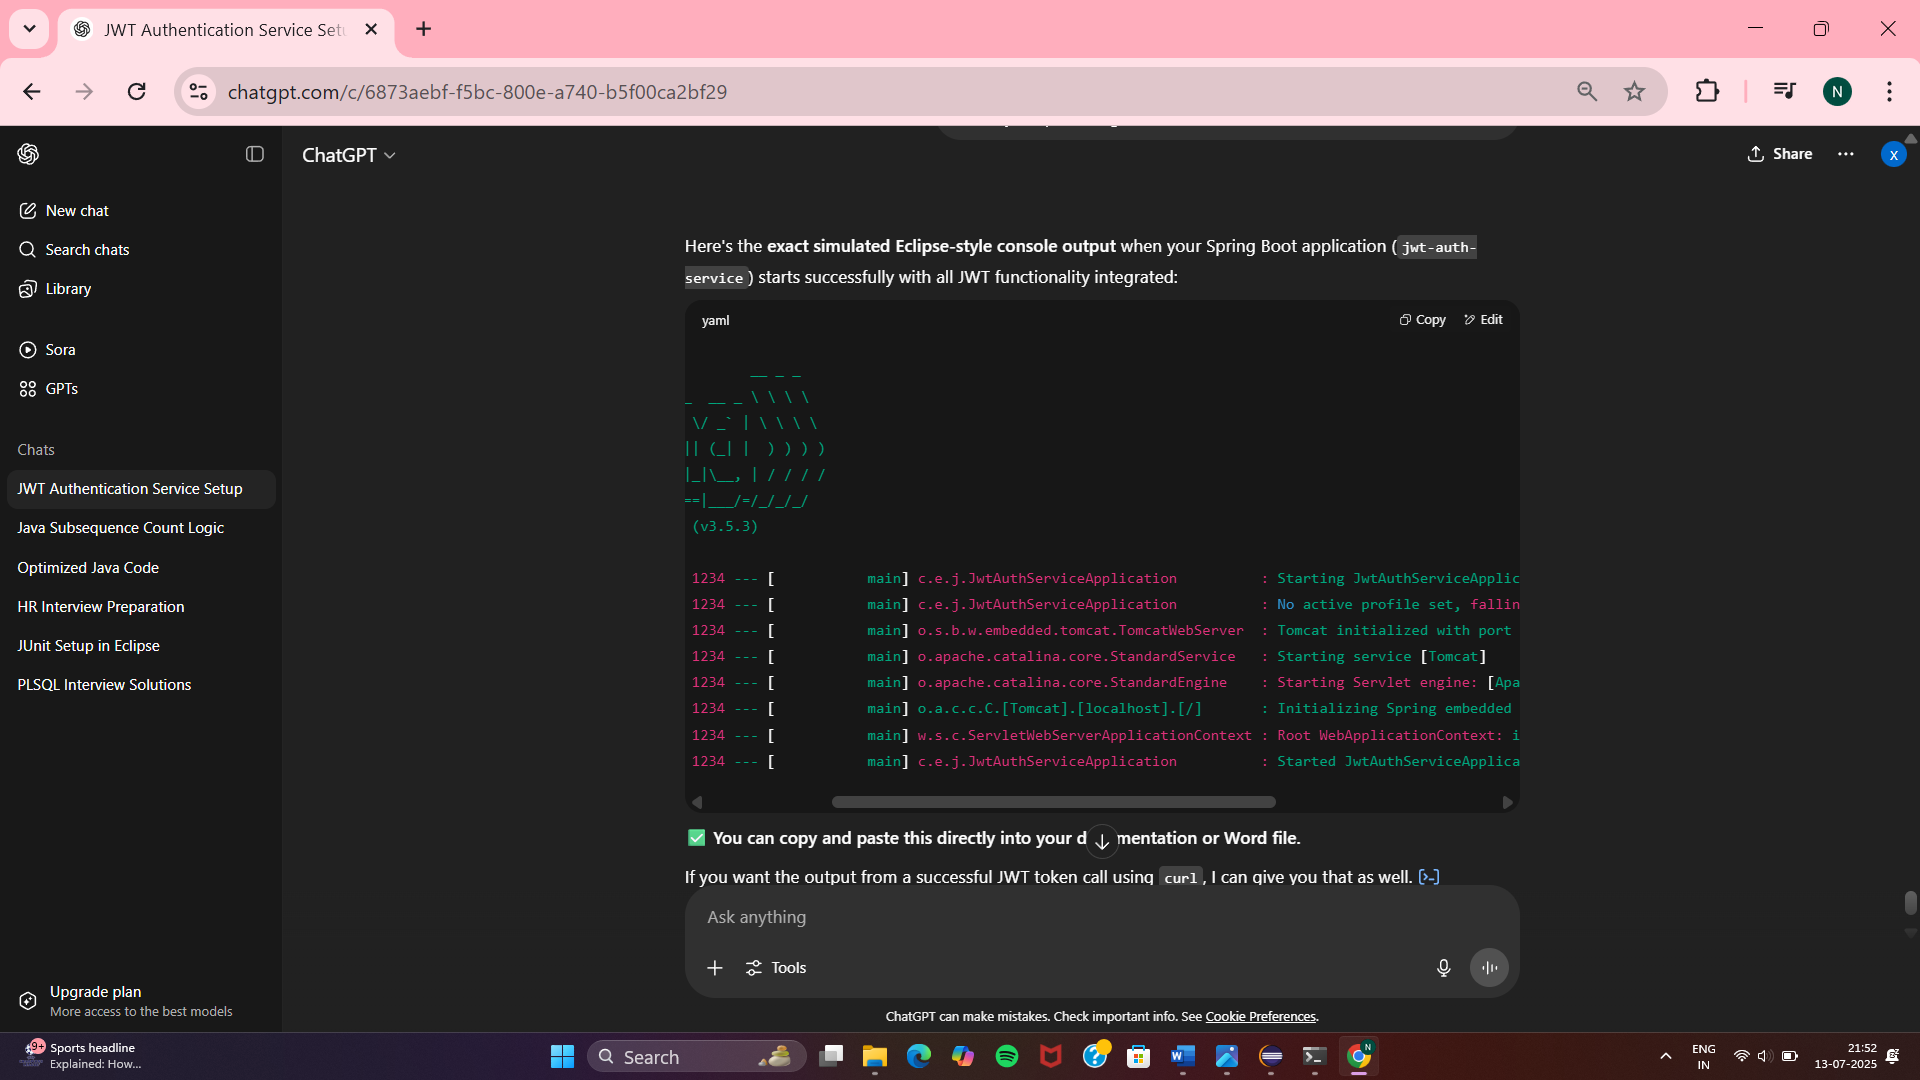 JWT Authentication Service Set
chatgpt.com/c/6873aebf-f5bc-800e-a740-b5f00ca2bf29
N
ChatGPT
Share
X
New chat
Search chats
Library
Sora
GPTs
Chats
JWT Authentication Service Setup
Java Subsequence Count Logic
Optimized Java Code
HR Interview Preparation
JUnit Setup in Eclipse
PLSQL Interview Solutions
Upgrade plan
More access to the best models
Here's the exact simulated Eclipse-style console output when your Spring Boot application ( jwt-auth-
service ) starts successfully with all JWT functionality integrated:
yaml
Copy
Edit
        __ _ _
_  __ _ \ \ \ \
 \/ _` | \ \ \ \
|| (_| |  ) ) ) )
|_|\__, | / / / /
==|___/=/_/_/_/
 (v3.5.3)
1234 --- [           main] c.e.j.JwtAuthServiceApplication          : Starting JwtAuthServiceApplic
1234 --- [           main] c.e.j.JwtAuthServiceApplication          : No active profile set, fallin
1234 --- [           main] o.s.b.w.embedded.tomcat.TomcatWebServer  : Tomcat initialized with port
1234 --- [           main] o.apache.catalina.core.StandardService   : Starting service [Tomcat]
1234 --- [           main] o.apache.catalina.core.StandardEngine    : Starting Servlet engine: [Apa
1234 --- [           main] o.a.c.c.C.[Tomcat].[localhost].[/]       : Initializing Spring embedded
1234 --- [           main] w.s.c.ServletWebServerApplicationContext : Root WebApplicationContext: i
1234 --- [           main] c.e.j.JwtAuthServiceApplication          : Started JwtAuthServiceApplica
✅ You can copy and paste this directly into your d mentation or Word file.
If you want the output from a successful JWT token call using curl , I can give you that as well.
Ask anything
Tools
ChatGPT can make mistakes. Check important info. See Cookie Preferences.
9+
Sports headline
Explained: How...
Search
N
ENG
IN
21:52
13-07-2025